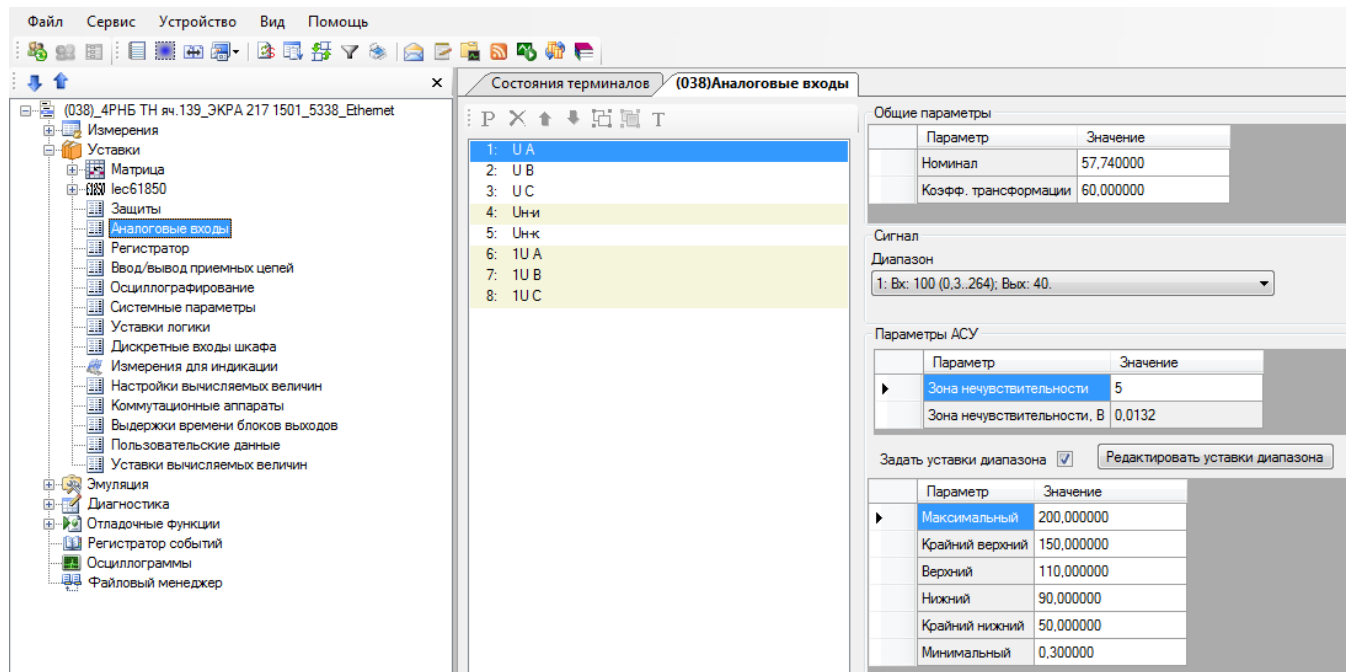 Файл Сервис Устройство Вид Помощь
(038)_4РНБ ТН яч.139_ЭКРА 217 1501_5338_Ethernet
Измерения
Уставки
Матрица
61850 Iec61850
Защиты
Аналоговые входы
Регистратор
Ввод/вывод приемных цепей
Осциллографирование
Системные параметры
Уставки логики
Дискретные входы шкафа
Измерения для индикации
Настройки вычисляемых величин
Коммутационные аппараты
Выдержки времени блоков выходов
Пользовательские данные
Уставки вычисляемых величин
Эмуляция
Диагностика
Отладочные функции
Регистратор событий
Осциллограммы
Файловый менеджер
Состояния терминалов (038)Аналоговые входы
P T
1: U A
2: U B
3: U C
4: Uн-и
5: Uн-к
6: 1U A
7: 1U B
8: 1U C
Общие параметры
Параметр Значение
Номинал 57,740000
Коэфф. трансформации 60,000000
Сигнал
Диапазон
1: Вх: 100 (0,3..264); Вых: 40.
Параметры АСУ
Параметр Значение
Зона нечувствительности 5
Зона нечувствительности, В 0,0132
Задать уставки диапазона Редактировать уставки диапазона
Параметр Значение
Максимальный 200,000000
Крайний верхний 150,000000
Верхний 110,000000
Нижний 90,000000
Крайний нижний 50,000000
Минимальный 0,300000